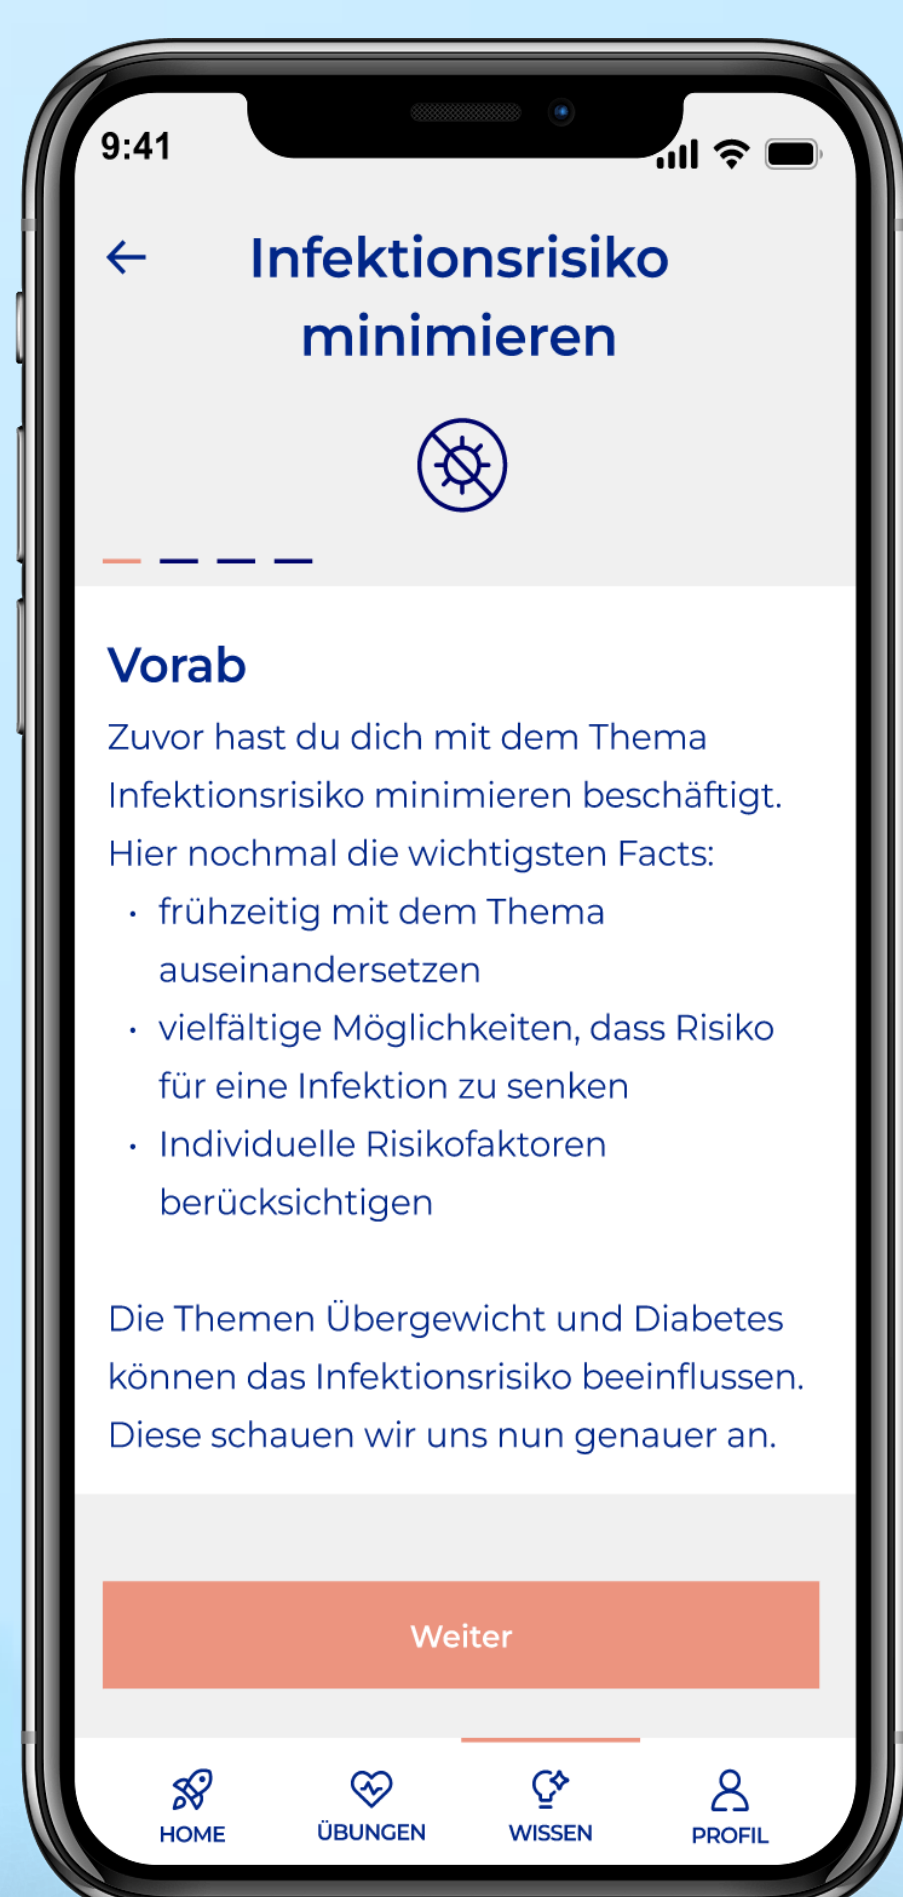 9:41
Infektionsrisiko
minimieren
Vorab
Zuvor hast du dich mit dem Thema
Infektionsrisiko minimieren beschäftigt.
Hier nochmal die wichtigsten Facts:
• frühzeitig mit dem Thema
auseinandersetzen
• vielfältige Möglichkeiten, dass Risiko
für eine Infektion zu senken
• Individuelle Risikofaktoren
berücksichtigen
Die Themen Übergewicht und Diabetes
können das Infektionsrisiko beeinflussen.
Diese schauen wir uns nun genauer an.
Weiter
HOME ÜBUNGEN WISSEN PROFIL